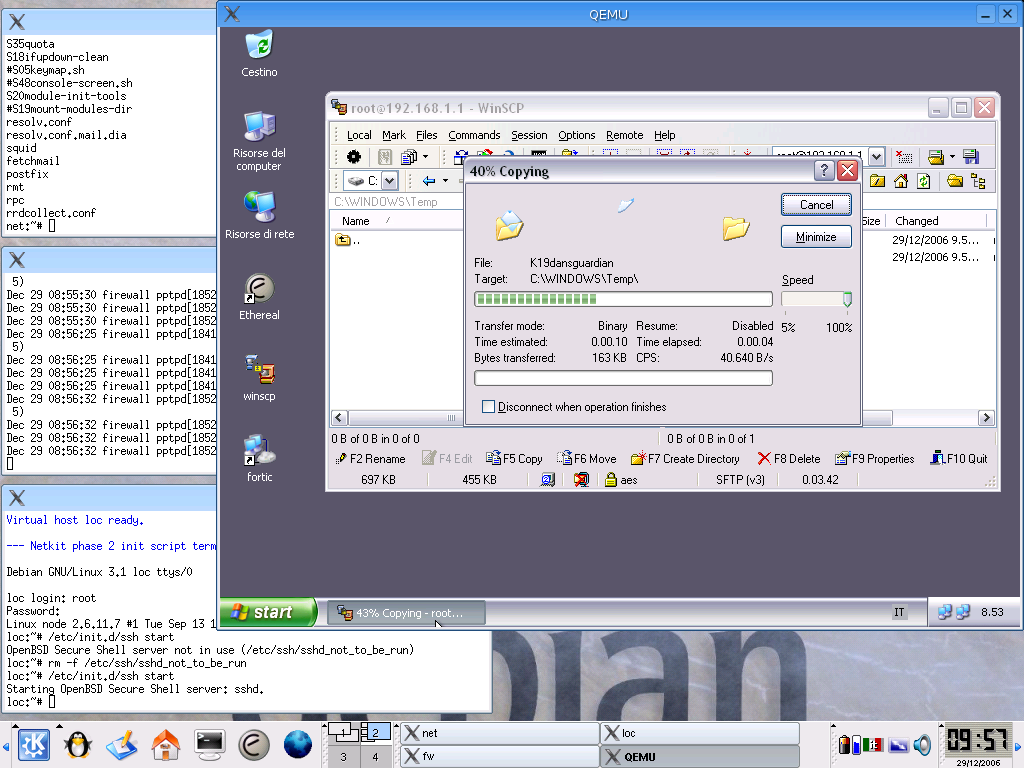 S35quota
S18ifupdown-clean
#S05keymap.sh
#S48console-screen.sh
S20module-init-tools
#S19mount-modules-dir
resolv.conf
resolv.conf.mail.dia
squid
fetchmail
postfix
rmt
rpc
rrdcollect.conf
net:~#
5)
Dec 29 08:55:30 firewall pptpd[1852
Dec 29 08:55:30 firewall pptpd[1852
Dec 29 08:55:30 firewall pptpd[1852
Dec 29 08:56:25 firewall pptpd[1841
5)
Dec 29 08:56:25 firewall pptpd[1841
Dec 29 08:56:25 firewall pptpd[1841
Dec 29 08:56:25 firewall pptpd[1841
Dec 29 08:56:32 firewall pptpd[1852
5)
Dec 29 08:56:32 firewall pptpd[1852
Dec 29 08:56:32 firewall pptpd[1852
Dec 29 08:56:32 firewall pptpd[1852
Virtual host loc ready.
--- Netkit phase 2 init script term
Debian GNU/Linux 3.1 loc ttys/0
loc login: root
Password:
Linux node 2.6.11.7 #1 Tue Sep 13 1
loc:~# /etc/init.d/ssh start
OpenBSD Secure Shell server not in use (/etc/ssh/sshd_not_to_be_run)
loc:~# rm -f /etc/ssh/sshd_not_to_be_run
loc:~# /etc/init.d/ssh start
Starting OpenBSD Secure Shell server: sshd.
loc:~#
QEMU
Cestino
Risorse del
computer
Risorse di rete
Ethereal
winscp
fortic
root@192.168.1.1 - WinSCP
Local Mark Files Commands Session Options Remote Help
root@192.168.1.1
C:
C:\WINDOWS\Temp
Name
Size Changed
..
29/12/2006 9.5...
29/12/2006 9.5...
40% Copying
Cancel
Minimize
File: K19dansguardian
Target: C:\WINDOWS\Temp\
Speed
5% 100%
Transfer mode: Binary Resume: Disabled
Time estimated: 0.00.10 Time elapsed: 0.00.04
Bytes transferred: 163 KB CPS: 40.640 B/s
Disconnect when operation finishes
0 B of 0 B in 0 of 0 0 B of 0 B in 0 of 1
F2 Rename F4 Edit F5 Copy F6 Move F7 Create Directory F8 Delete F9 Properties F10 Quit
697 KB 455 KB aes SFTP (v3) 0.03.42
start 43% Copying - root... IT 8.53
1 2 net loc
3 4 fw QEMU
09:57
29/12/2006